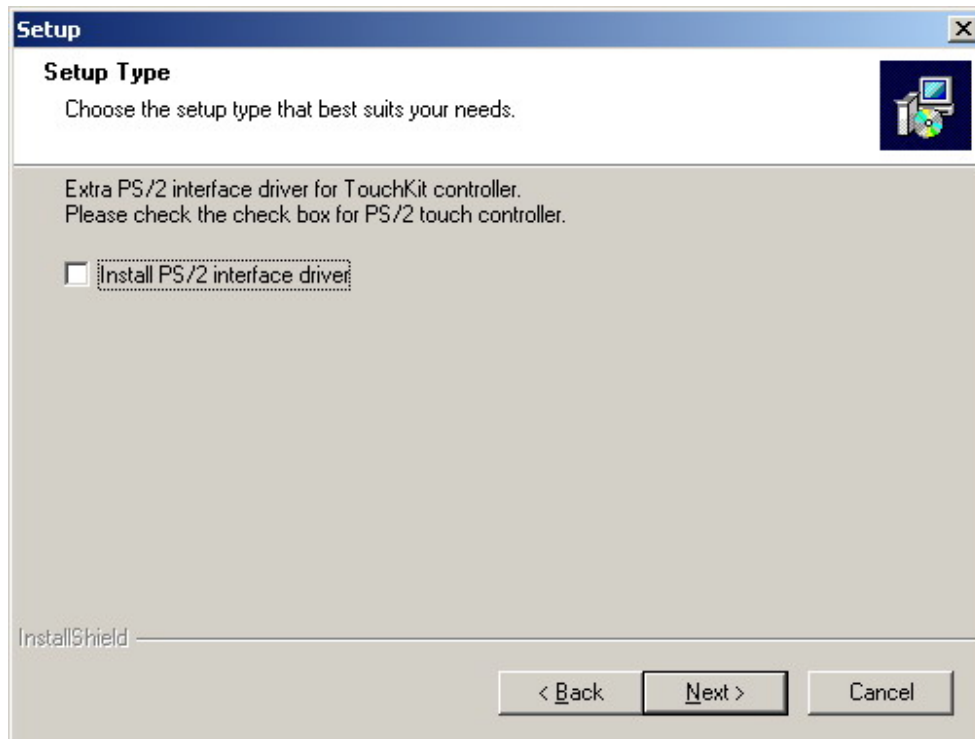 Setup
Setup Type
Choose the setup type that best suits your needs.
Extra PS/2 interface driver for TouchKit controller.
Please check the check box for PS/2 touch controller.
Install PS/2 interface driver
InstallShield
< Back Next > Cancel